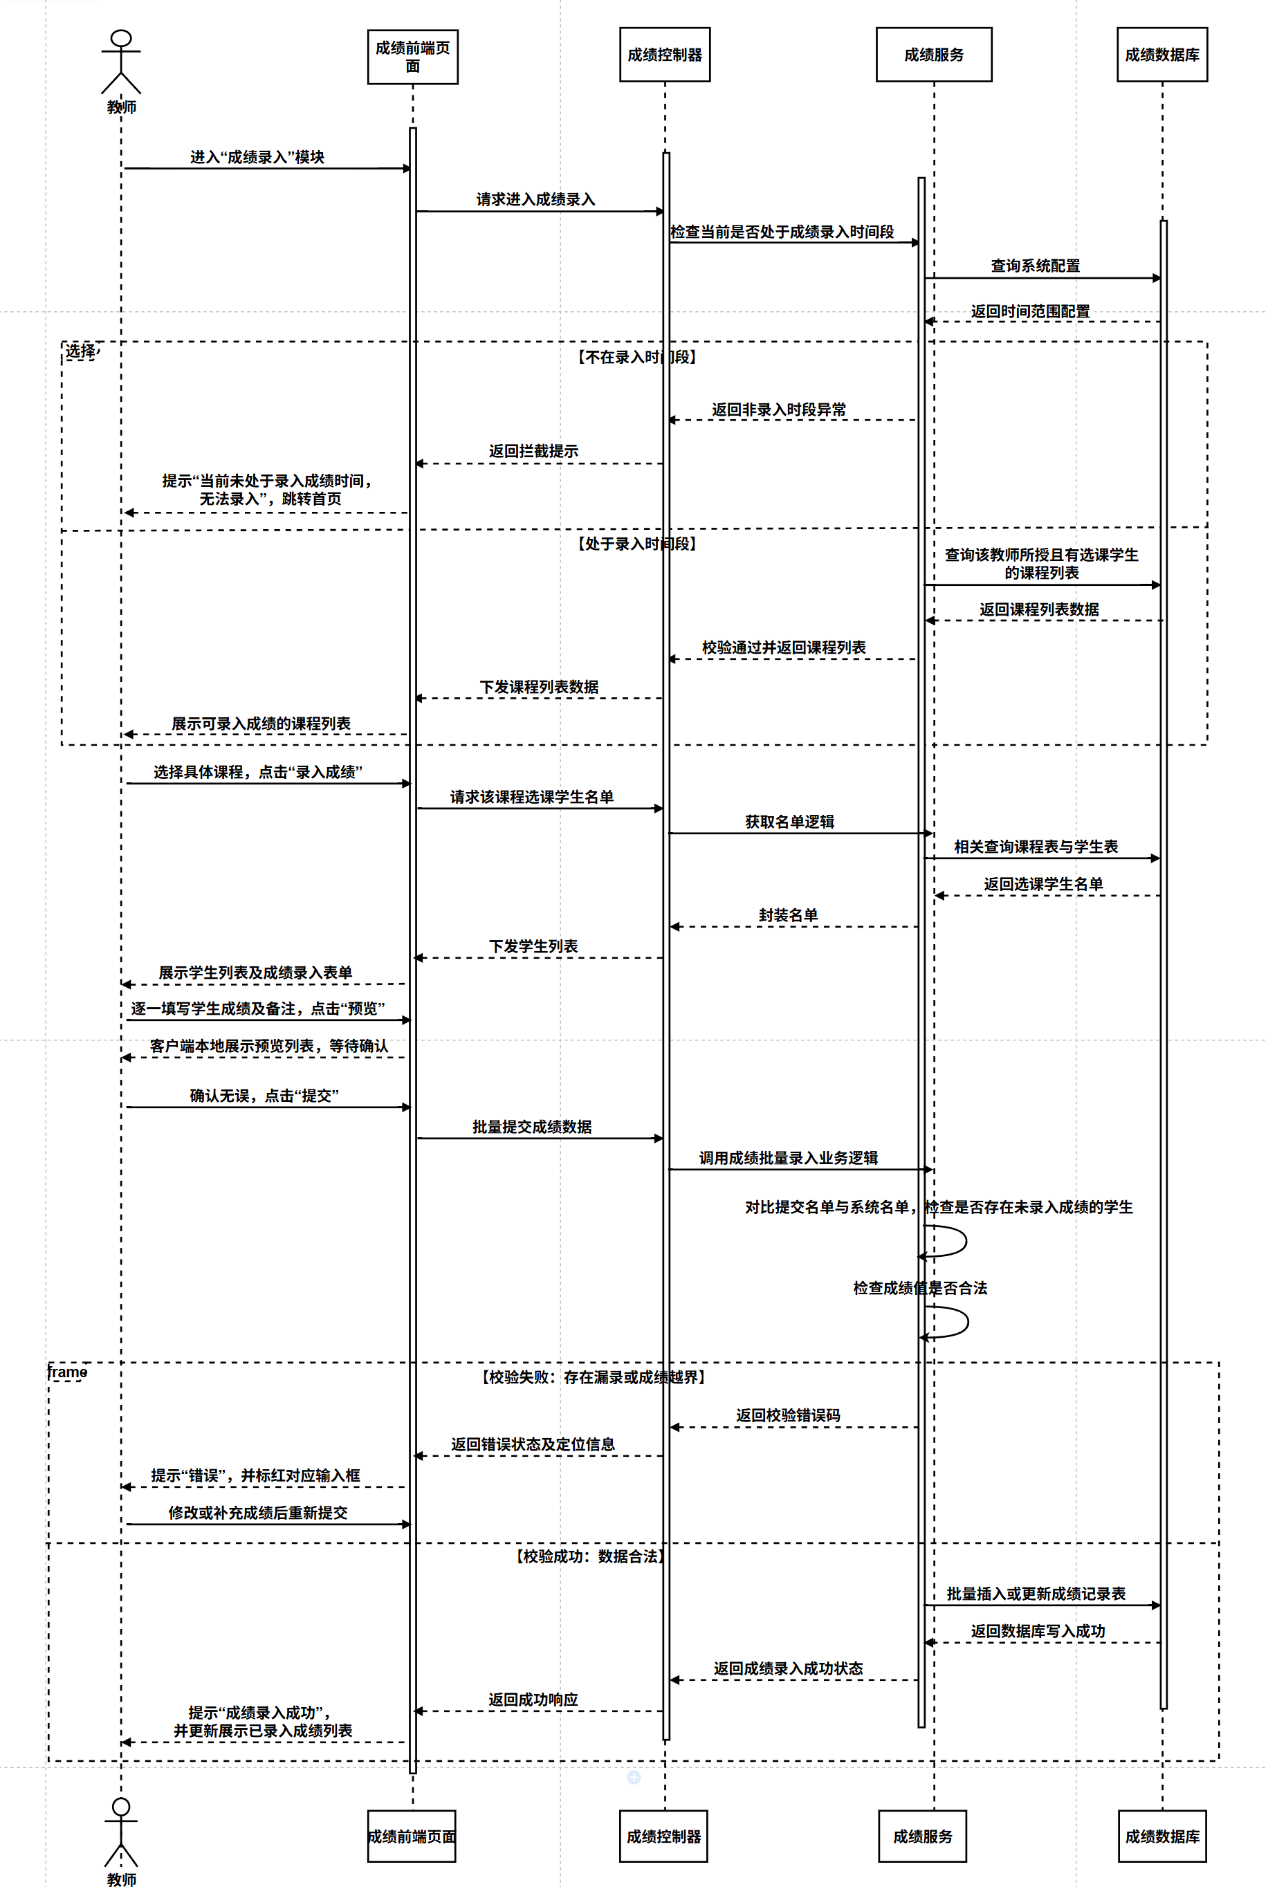 成绩前端页
面
成绩控制器
成绩服务
成绩数据库
教师
进入“成绩录入”模块
请求进入成绩录入
检查当前是否处于成绩录入时间段
查询系统配置
返回时间范围配置
选择
【不在录入时间段】
返回非录入时段异常
返回拦截提示
提示“当前未处于录入成绩时间，
无法录入”，跳转首页
【处于录入时间段】
查询该教师所授且有选课学生
的课程列表
返回课程列表数据
校验通过并返回课程列表
下发课程列表数据
展示可录入成绩的课程列表
选择具体课程，点击“录入成绩”
请求该课程选课学生名单
获取名单逻辑
相关查询课程表与学生表
返回选课学生名单
封装名单
下发学生列表
展示学生列表及成绩录入表单
逐一填写学生成绩及备注，点击“预览”
客户端本地展示预览列表，等待确认
确认无误，点击“提交”
批量提交成绩数据
调用成绩批量录入业务逻辑
对比提交名单与系统名单，检查是否存在未录入成绩的学生
检查成绩值是否合法
frame
【校验失败：存在漏录或成绩越界】
返回校验错误码
返回错误状态及定位信息
提示“错误”，并标红对应输入框
修改或补充成绩后重新提交
【校验成功：数据合法】
批量插入或更新成绩记录表
返回数据库写入成功
返回成绩录入成功状态
返回成功响应
提示“成绩录入成功”，
并更新展示已录入成绩列表
成绩前端页面
成绩控制器
成绩服务
成绩数据库
教师